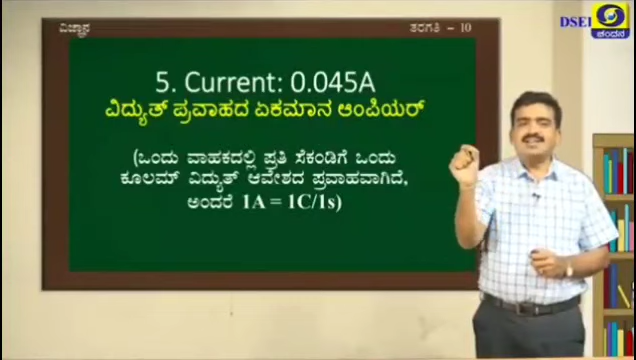 ವಿಜ್ಞಾನ
ತರಗತಿ – 10
DSE
ಚಂದನ
5. Current: 0.045A
ವಿದ್ಯುತ್ ಪ್ರವಾಹದ ಏಕಮಾನ ಆಂಪಿಯರ್
(ಒಂದು ವಾಹಕದಲ್ಲಿ ಪ್ರತಿ ಸೆಕಂಡಿಗೆ ಒಂದು
ಕೂಲಮ್ ವಿದ್ಯುತ್ ಆವೇಶದ ಪ್ರವಾಹವಾಗಿದೆ,
ಅಂದರೆ 1A = 1C/1s)